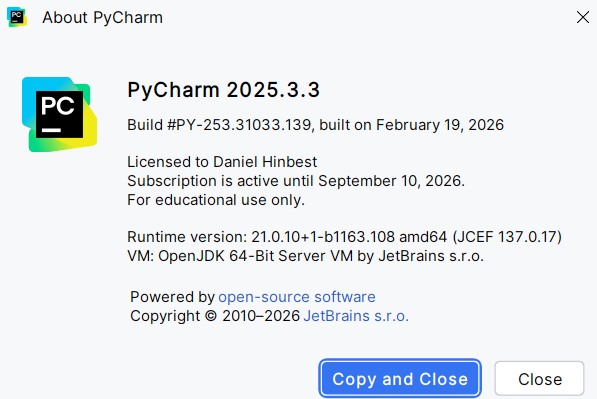 PC
About PyCharm
PC
PyCharm 2025.3.3
Build #PY-253.31033.139, built on February 19, 2026
Licensed to Daniel Hinbest
Subscription is active until September 10, 2026.
For educational use only.
Runtime version: 21.0.10+1-b1163.108 amd64 (JCEF 137.0.17)
VM: OpenJDK 64-Bit Server VM by JetBrains s.r.o.
Powered by open-source software
Copyright © 2010–2026 JetBrains s.r.o.
Copy and Close
Close